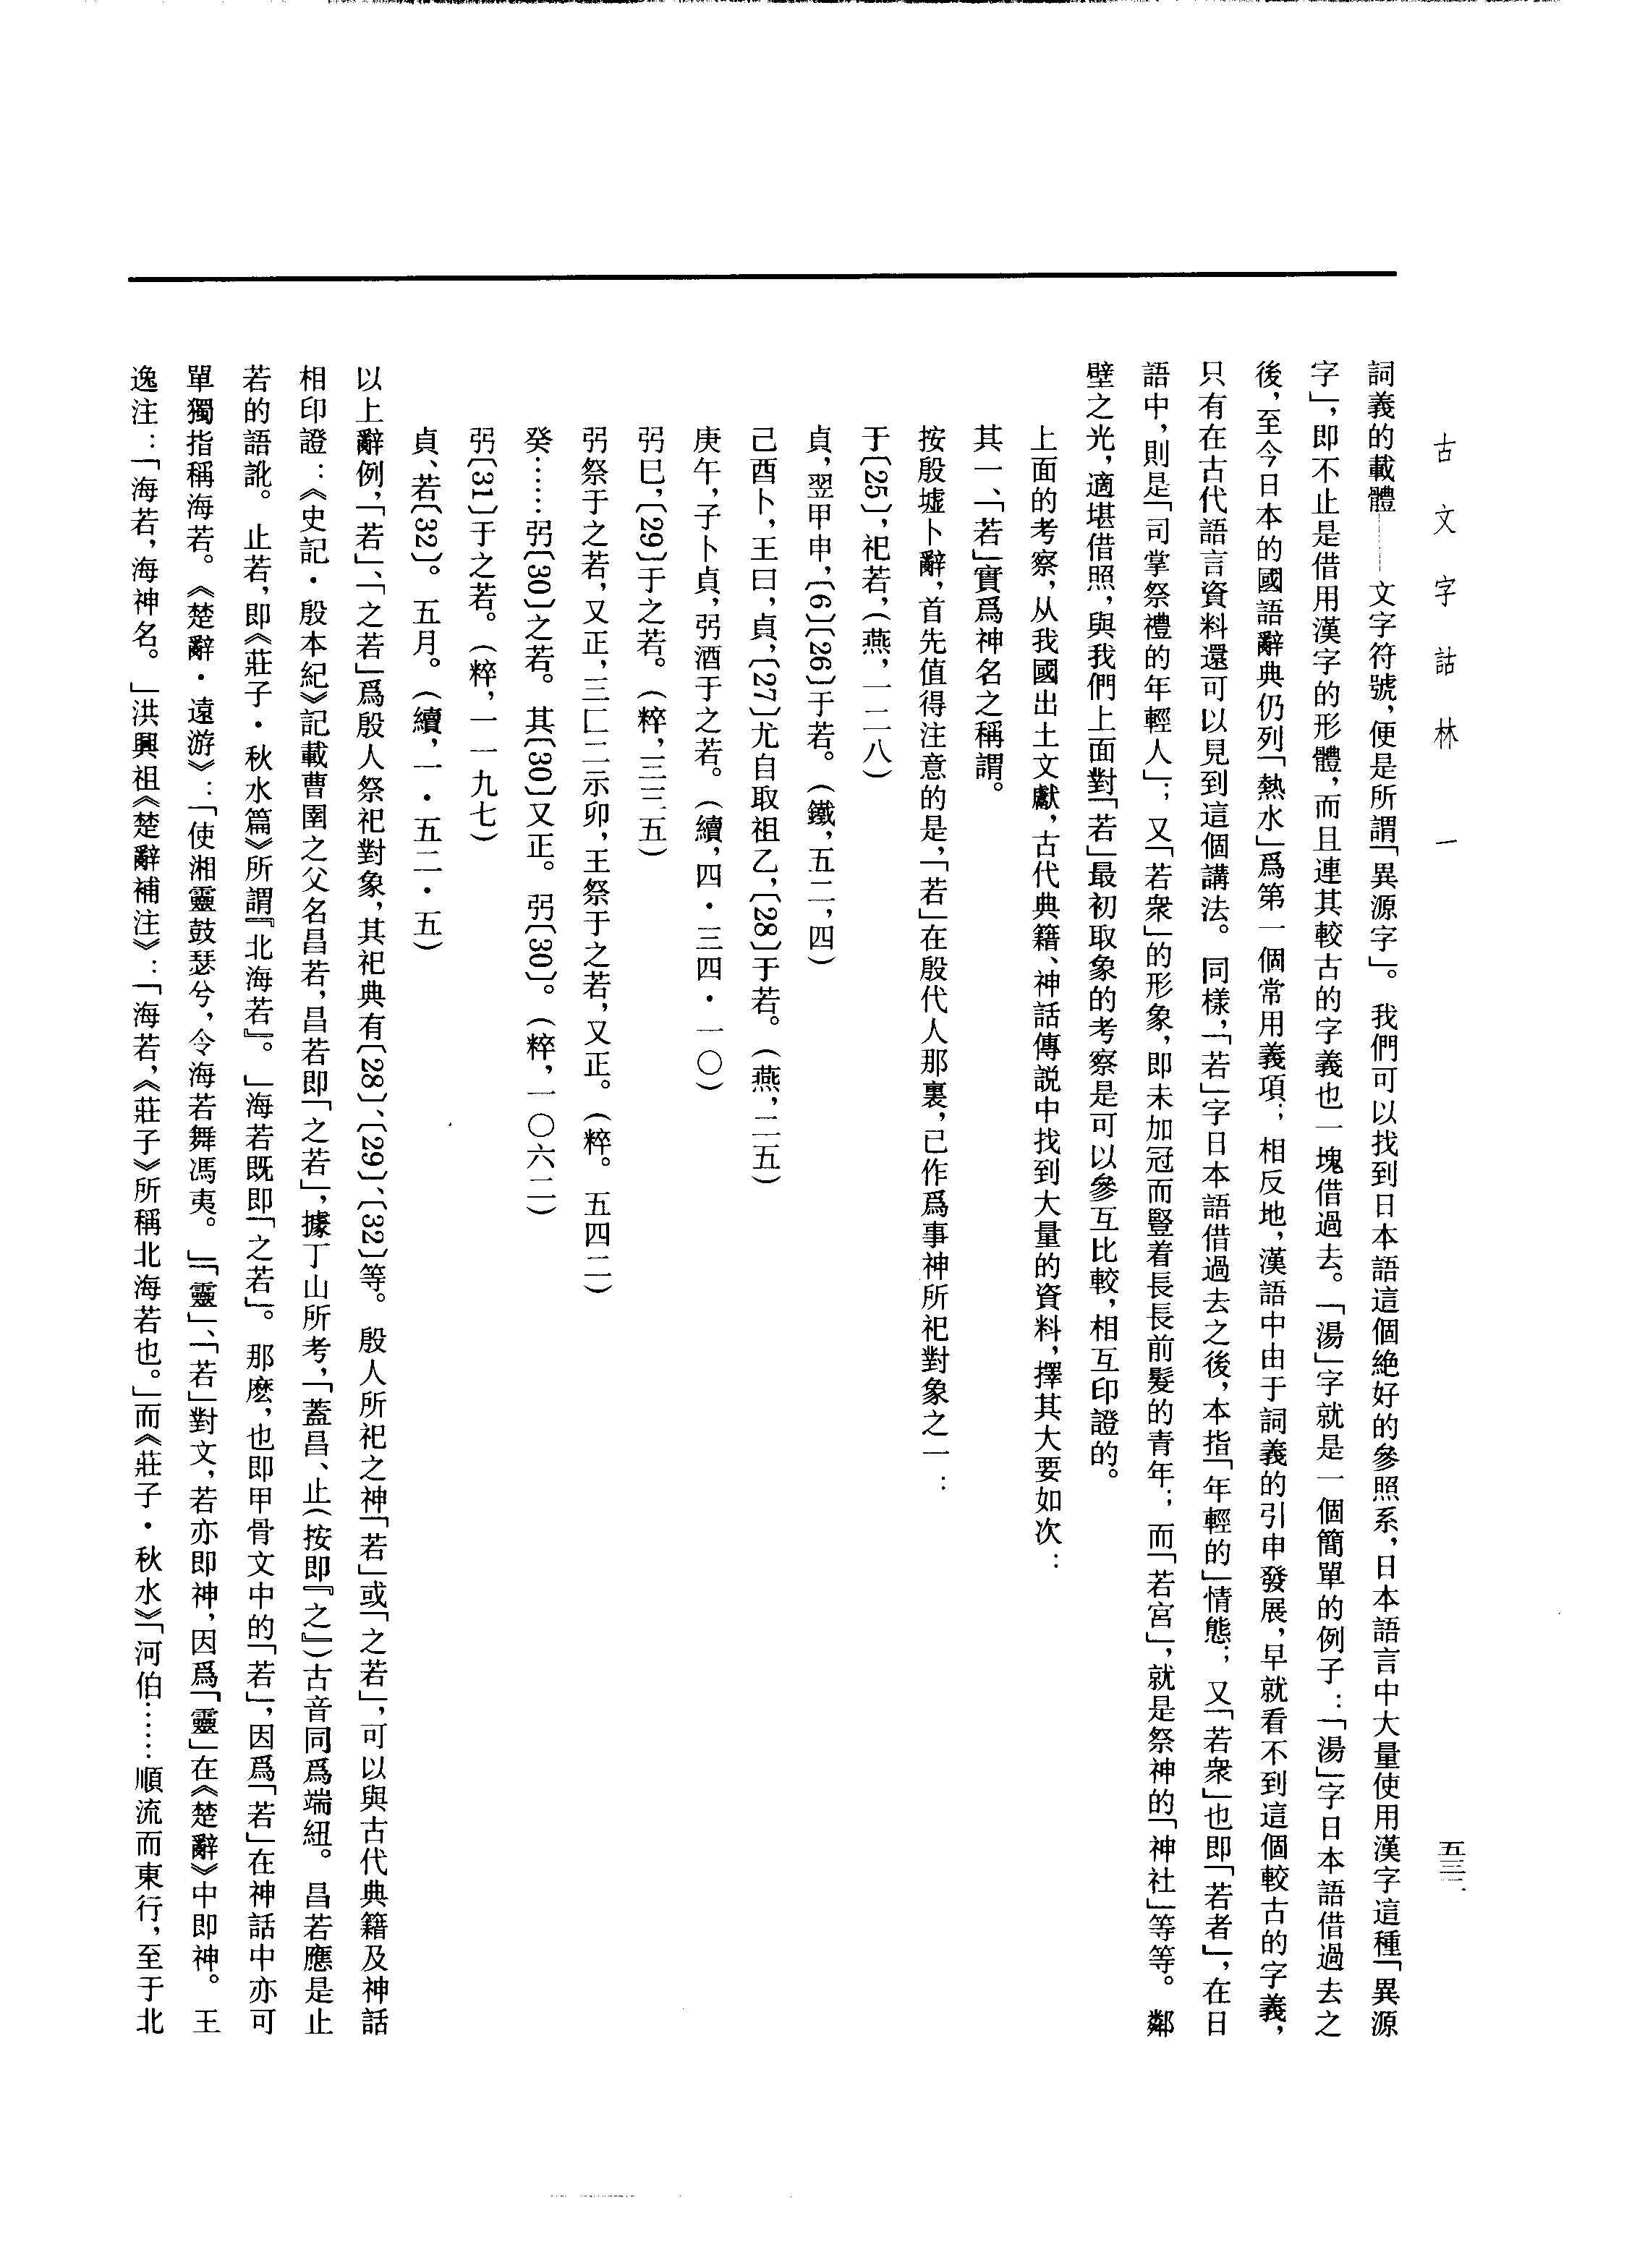 古文字詁林 一
詞義的載體……文字符號，便是所謂「異源字」。我們可以找到日本語這個絕好的參照系，日本語言中大量使用漢字這種「異源
字」，即不止是借用漢字的形體，而且連其較古的字義也一塊借過去。「湯」字就是一個簡單的例子：「湯」字日本語借過去之
後，至今日本的國語辭典仍列「熱水」爲第一個常用義項；相反地，漢語中由于詞義的引申發展，早就看不到這個較古的字義，
只有在古代語言資料還可以見到這個講法。同樣，「若」字日本語借過去之後，本指「年輕的」情態；又「若衆」也即「若者」，在日
語中，則是「司掌祭禮的年輕人」；又「若衆」的形象，即未加冠而豎着長長前髮的青年；而「若宮」，就是祭神的「神社」等等。鄰
壁之光，適堪借照，與我們上面對「若」最初取象的考察是可以參互比較，相互印證的。
上面的考察，从我國出土文獻，古代典籍、神話傳説中找到大量的資料，擇其大要如次：
其一、「若」實爲神名之稱謂。
按殷墟卜辭，首先值得注意的是，「若」在殷代人那裏，已作爲事神所祀對象之一：
于〔25〕，祀若，（燕，一二八）
貞，翌甲申，〔6〕〔26〕于若。（鐵，五二，四）
己酉卜，王曰，貞，〔27〕尤自取祖乙，〔28〕于若。（燕，二五）
庚午，子卜貞，弜酒于之若。（續，四·三四·一〇）
弜巳，〔29〕于之若。（粹，三三五）
弜祭于之若，又正，三匚二示卯，王祭于之若，又正。（粹。五四二）
癸……弜〔30〕之若。其〔30〕又正。弜〔30〕。（粹，一〇六二）
弜〔31〕于之若。（粹，一一九七）
貞、若〔32〕。五月。（續，一·五二·五）
以上辭例，「若」、「之若」爲殷人祭祀對象，其祀典有〔28〕、〔29〕、〔32〕等。殷人所祀之神「若」或「之若」，可以與古代典籍及神話
相印證：《史記·殷本紀》記載曹圉之父名昌若，昌若即「之若」，據丁山所考，「蓋昌、止（按即『之』）古音同爲端紐。昌若應是止
若的語訛。止若，即《莊子·秋水篇》所謂『北海若』。」海若既即「之若」。那麽，也即甲骨文中的「若」，因爲「若」在神話中亦可
單獨指稱海若。《楚辭·遠游》：「使湘靈鼓瑟兮，令海若舞馮夷。」「靈」、「若」對文，若亦即神，因爲「靈」在《楚辭》中即神。王
逸注：「海若，海神名。」洪興祖《楚辭補注》：「海若，《莊子》所稱北海若也。」而《莊子·秋水》「河伯……順流而東行，至于北